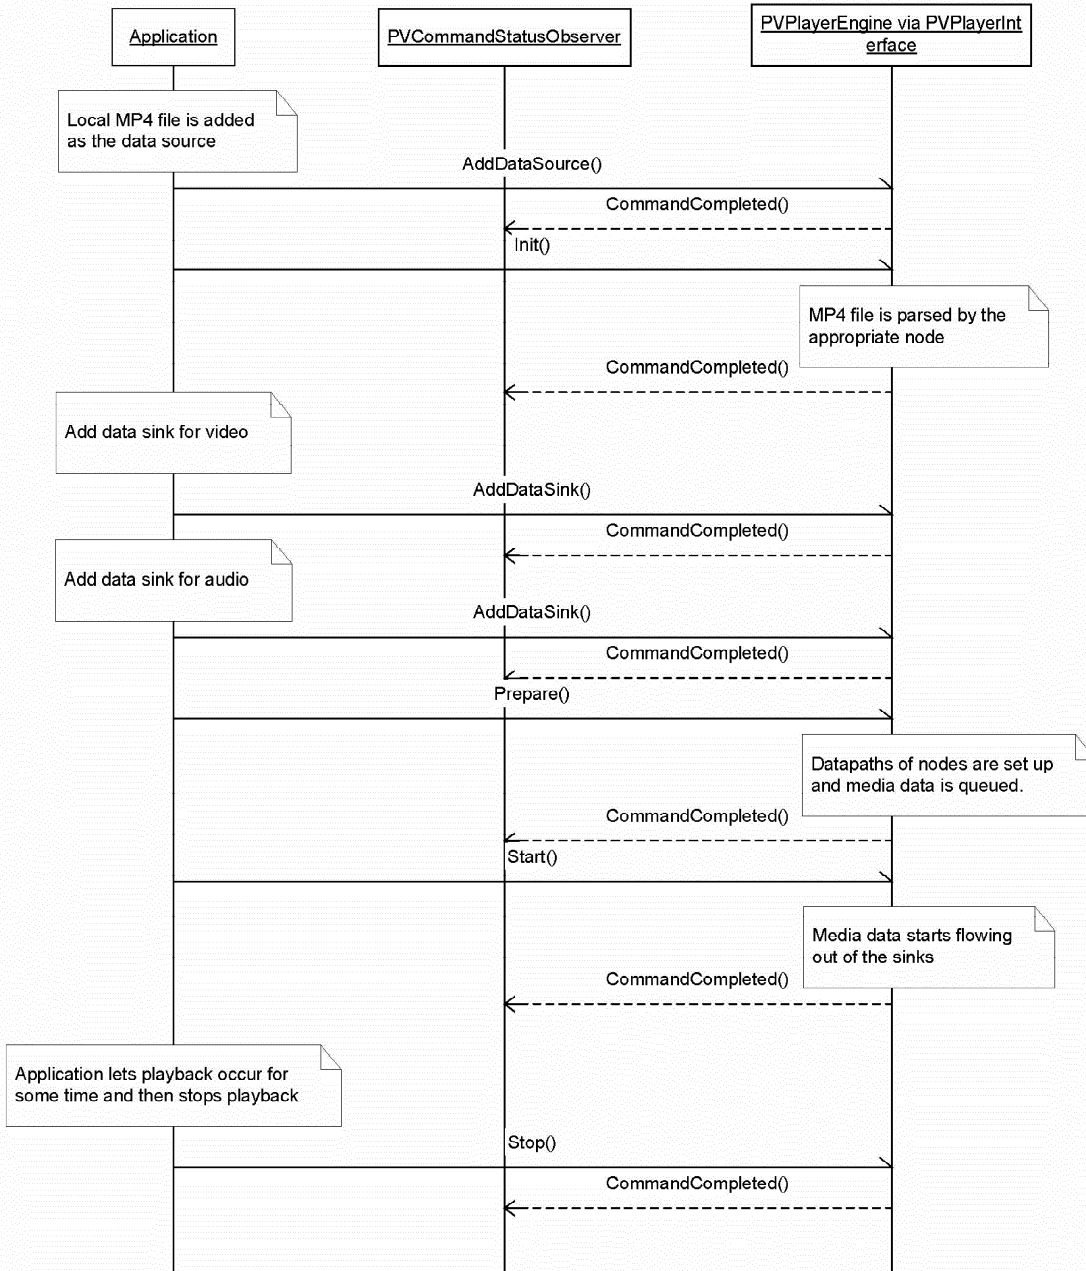 Application
PVCommandStatusObserver
PVPlayerEngine via PVPlayerInt
erface
Local MP4 file is added
as the data source
AddDataSource()
CommandCompleted()
Init()
MP4 file is parsed by the
appropriate node
CommandCompleted()
Add data sink for video
AddDataSink()
CommandCompleted()
Add data sink for audio
AddDataSink()
CommandCompleted()
Prepare()
Datapaths of nodes are set up
and media data is queued.
CommandCompleted()
Start()
Media data starts flowing
out of the sinks
CommandCompleted()
Application lets playback occur for
some time and then stops playback
Stop()
CommandCompleted()